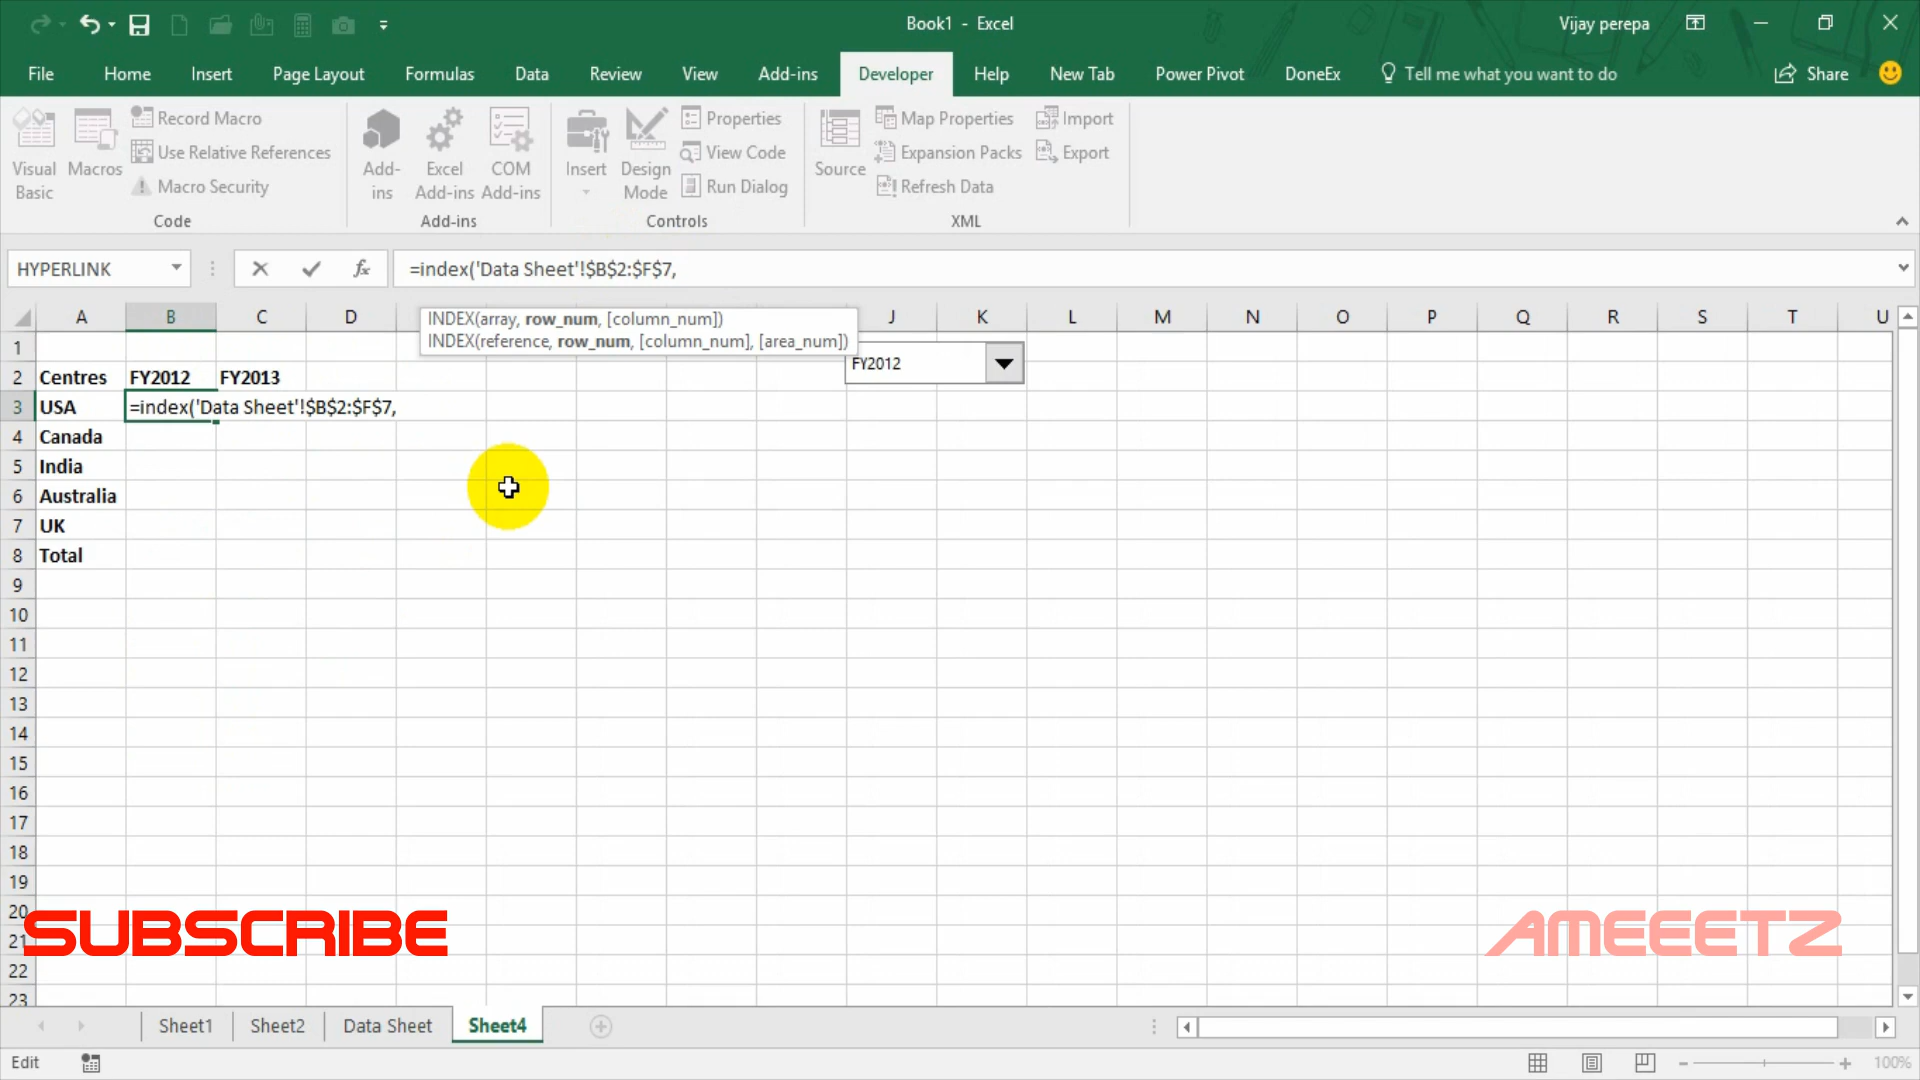 Book1 - Excel
Vijay perepa
File Home Insert Page Layout Formulas Data Review View Add-ins Developer Help New Tab Power Pivot DoneEx Tell me what you want to do Share
Visual Basic
Macros
Record Macro
Use Relative References
Macro Security
Code
Add-ins
Excel Add-ins
COM Add-ins
Add-ins
Insert
Design Mode
Properties
View Code
Run Dialog
Controls
Source
Map Properties
Expansion Packs
Refresh Data
Import
Export
XML
HYPERLINK fx =index('Data Sheet'!$B$2:$F$7,
A B C D J K L M N O P Q R S T U
INDEX(array, row_num, [column_num])
INDEX(reference, row_num, [column_num], [area_num])
1
FY2012
2 Centres FY2012 FY2013
3 USA =index('Data Sheet'!$B$2:$F$7,
4 Canada
5 India
6 Australia
7 UK
8 Total
9
10
11
12
13
14
15
16
17
18
19
20
SUBSCRIBE AMEEETZ
21
22
23
Sheet1 Sheet2 Data Sheet Sheet4
Edit 100%